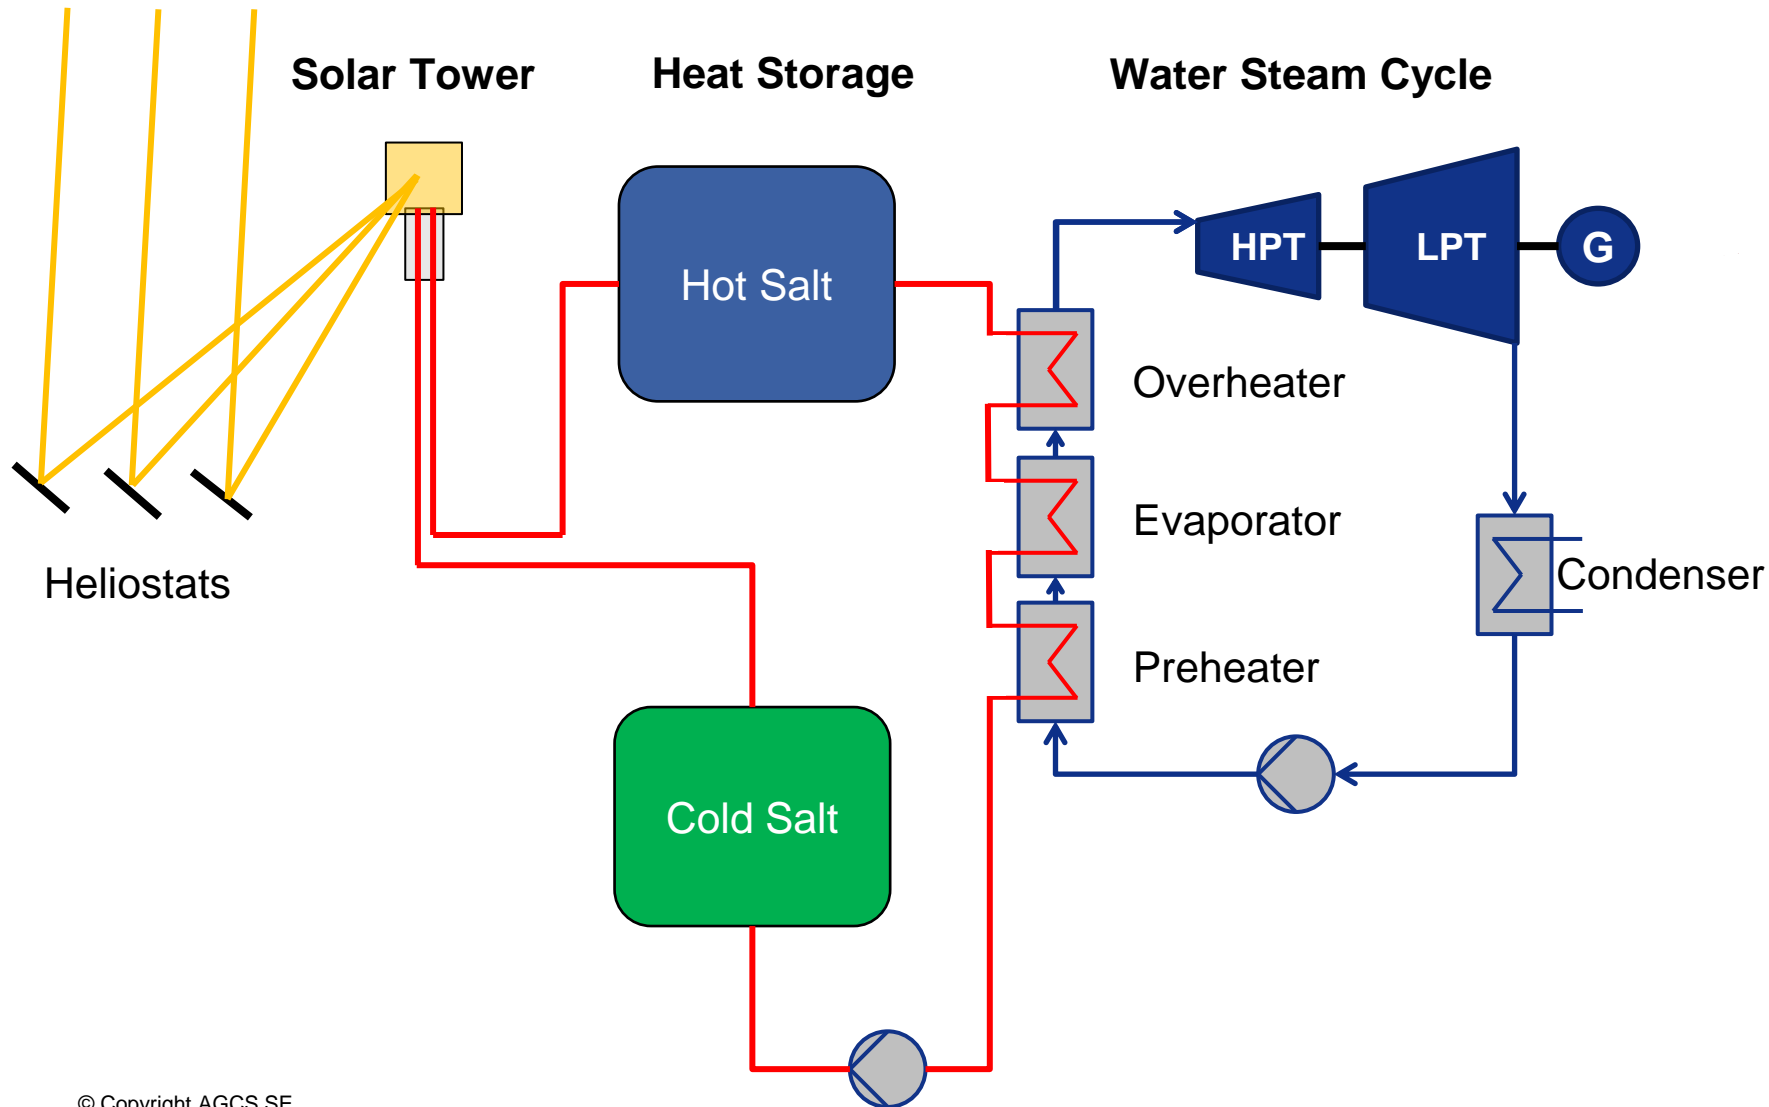 Solar Tower
Heat Storage
Water Steam Cycle
Hot Salt
HPT
LPT
G
Overheater
Evaporator
Condenser
Heliostats
Preheater
Cold Salt
© Copyright AGCS SE